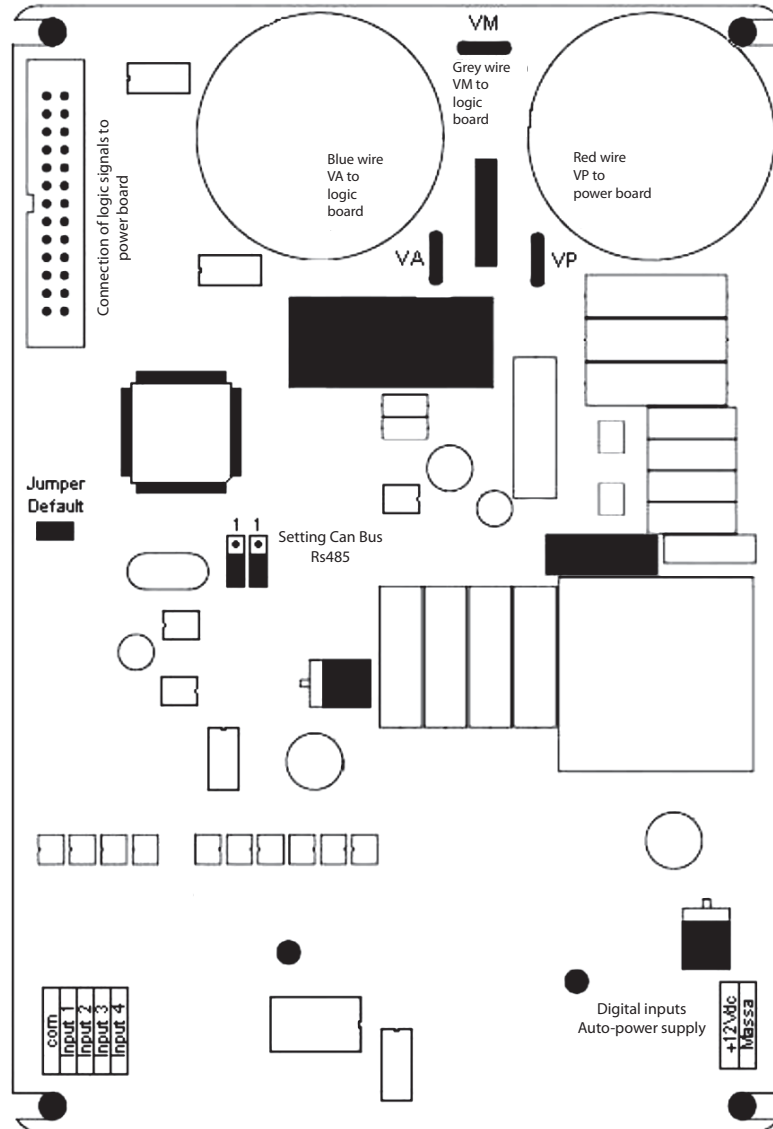 VM
Grey wire
VM to
logic
board
Blue wire
VA to
logic
board
Red wire
VP to
power board
Connection of logic signals to
power board
VA
VP
Jumper
Default
1 1
Setting Can Bus
Rs485
com
Input 1
Input 2
Input 3
Input 4
Digital inputs
Auto-power supply
+12Vdc
Massa